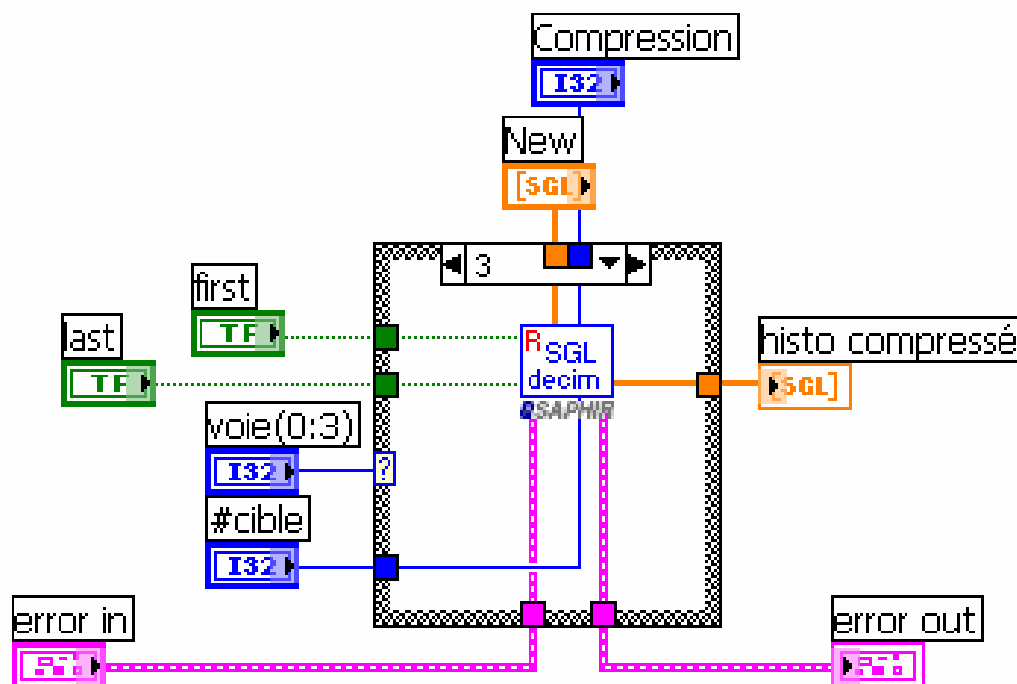 Compression
I32
New
[SGL]
3
first
TF
last
TF
R SGL
decim
SAPHIR
histo compressé
[SGL]
voie(0:3)
I32
?
#cible
I32
error in
error out